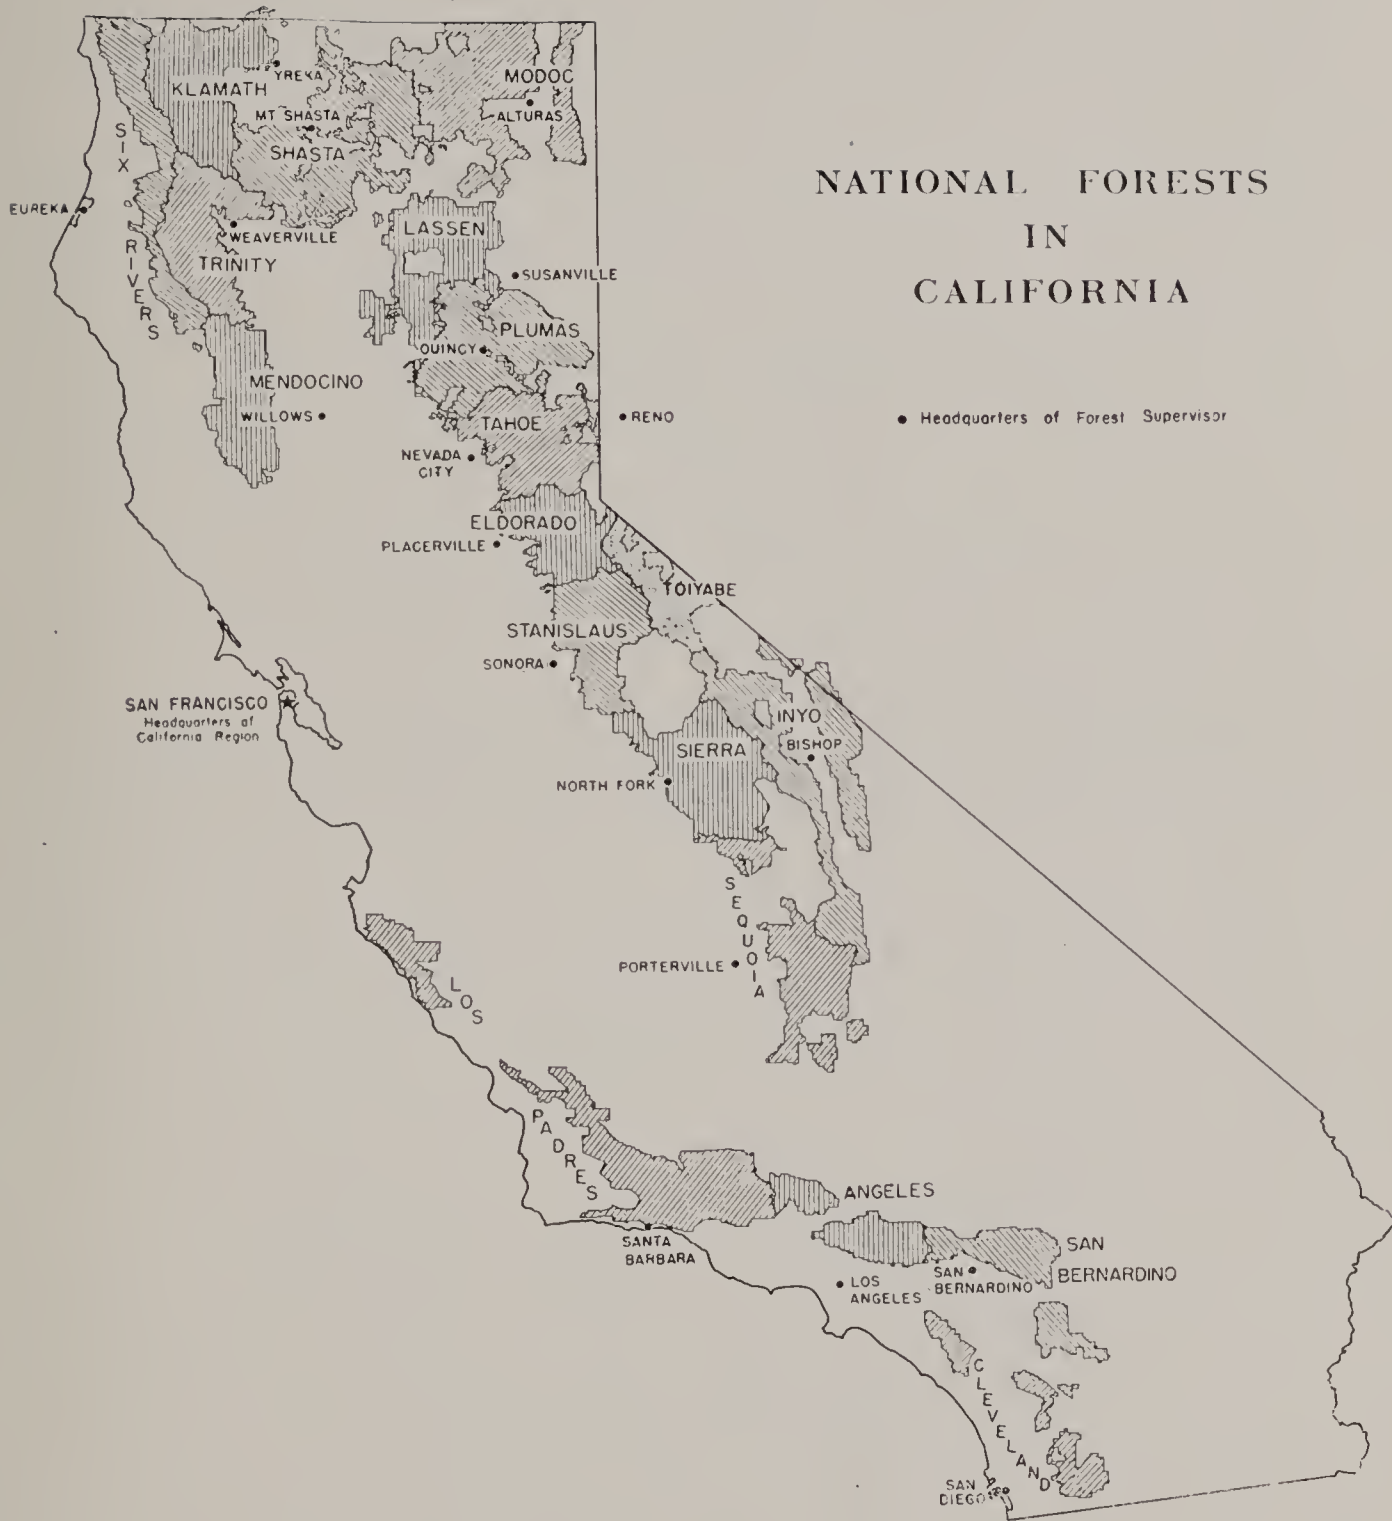 NATIONAL FORESTS
IN
CALIFORNIA
● Headquarters of Forest Supervisor
KLAMATH
YREKA
MODOC
MT SHASTA
ALTURAS
SHASTA
SIX RIVERS
EUREKA
WEAVERVILLE
LASSEN
TRINITY
SUSANVILLE
PLUMAS
QUINCY
MENDOCINO
WILLOWS
TAHOE
RENO
NEVADA
CITY
ELDORADO
PLACERVILLE
TOIYABE
STANISLAUS
SONORA
SAN FRANCISCO
Headquarters of
California Region
INYO
SIERRA
BISHOP
NORTH FORK
SEQUOIA
PORTERVILLE
LOS
PADRES
ANGELES
SANTA
BARBARA
SAN
BERNARDINO
LOS
ANGELES
SAN
BERNARDINO
CLEVELAND
SAN
DIEGO